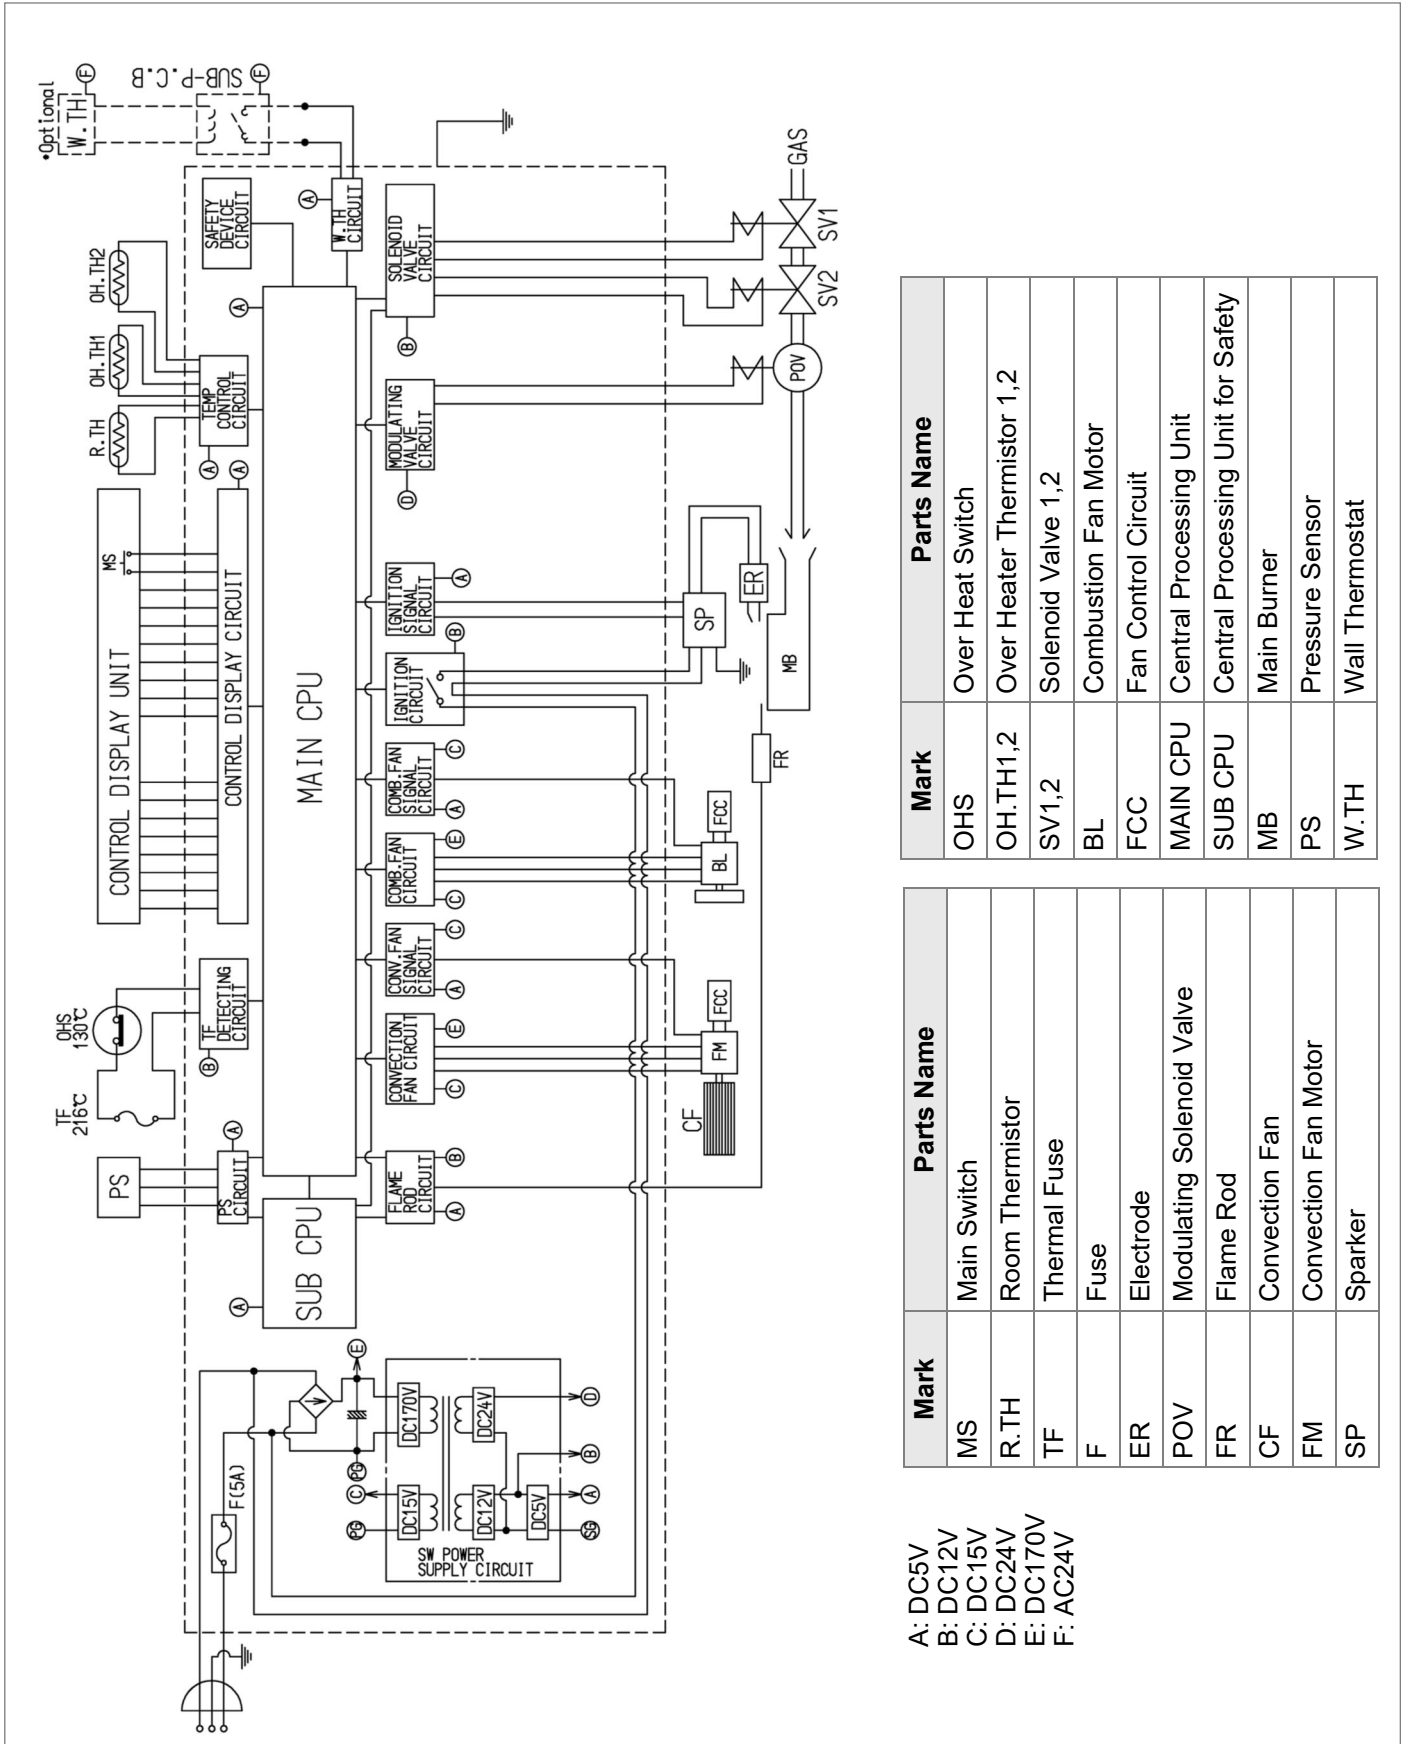 *Optional
W.TH
F
SUB-P.C.B
F
OH.TH2
OH.TH1
R.TH
SAFETY
DEVICE
CIRCUIT
A
W.TH
CIRCUIT
TEMP
CONTROL
CIRCUIT
A
A
MS
CONTROL DISPLAY UNIT
CONTROL DISPLAY CIRCUIT
A
OHS
130℃
TF
216℃
TF
DETECTING
CIRCUIT
B
PS
PS
CIRCUIT
A
MAIN CPU
SUB CPU
A
SOLENOID
VALVE
CIRCUIT
B
MODULATING
VALVE
CIRCUIT
D
IGNITION
SIGNAL
CIRCUIT
A
IGNITION
CIRCUIT
B
COMB.FAN
SIGNAL
CIRCUIT
A
C
COMB.FAN
CIRCUIT
C
E
CONV.FAN
SIGNAL
CIRCUIT
A
C
CONVECTION
FAN CIRCUIT
C
E
FLAME
ROD
CIRCUIT
A
B
F(5A)
E
PG
C
PG
DC170V
DC15V
DC24V
DC12V
DC5V
SW POWER
SUPPLY CIRCUIT
D
B
A
SG
GAS
SV1
SV2
POV
SP
ER
MB
FR
FCC
BL
FCC
FM
CF
A: DC5V
B: DC12V
C: DC15V
D: DC24V
E: DC170V
F: AC24V
Mark Parts Name
MS Main Switch
R.TH Room Thermistor
TF Thermal Fuse
F Fuse
ER Electrode
POV Modulating Solenoid Valve
FR Flame Rod
CF Convection Fan
FM Convection Fan Motor
SP Sparker
Mark Parts Name
OHS Over Heat Switch
OH.TH1,2 Over Heater Thermistor 1,2
SV1,2 Solenoid Valve 1,2
BL Combustion Fan Motor
FCC Fan Control Circuit
MAIN CPU Central Processing Unit
SUB CPU Central Processing Unit for Safety
MB Main Burner
PS Pressure Sensor
W.TH Wall Thermostat